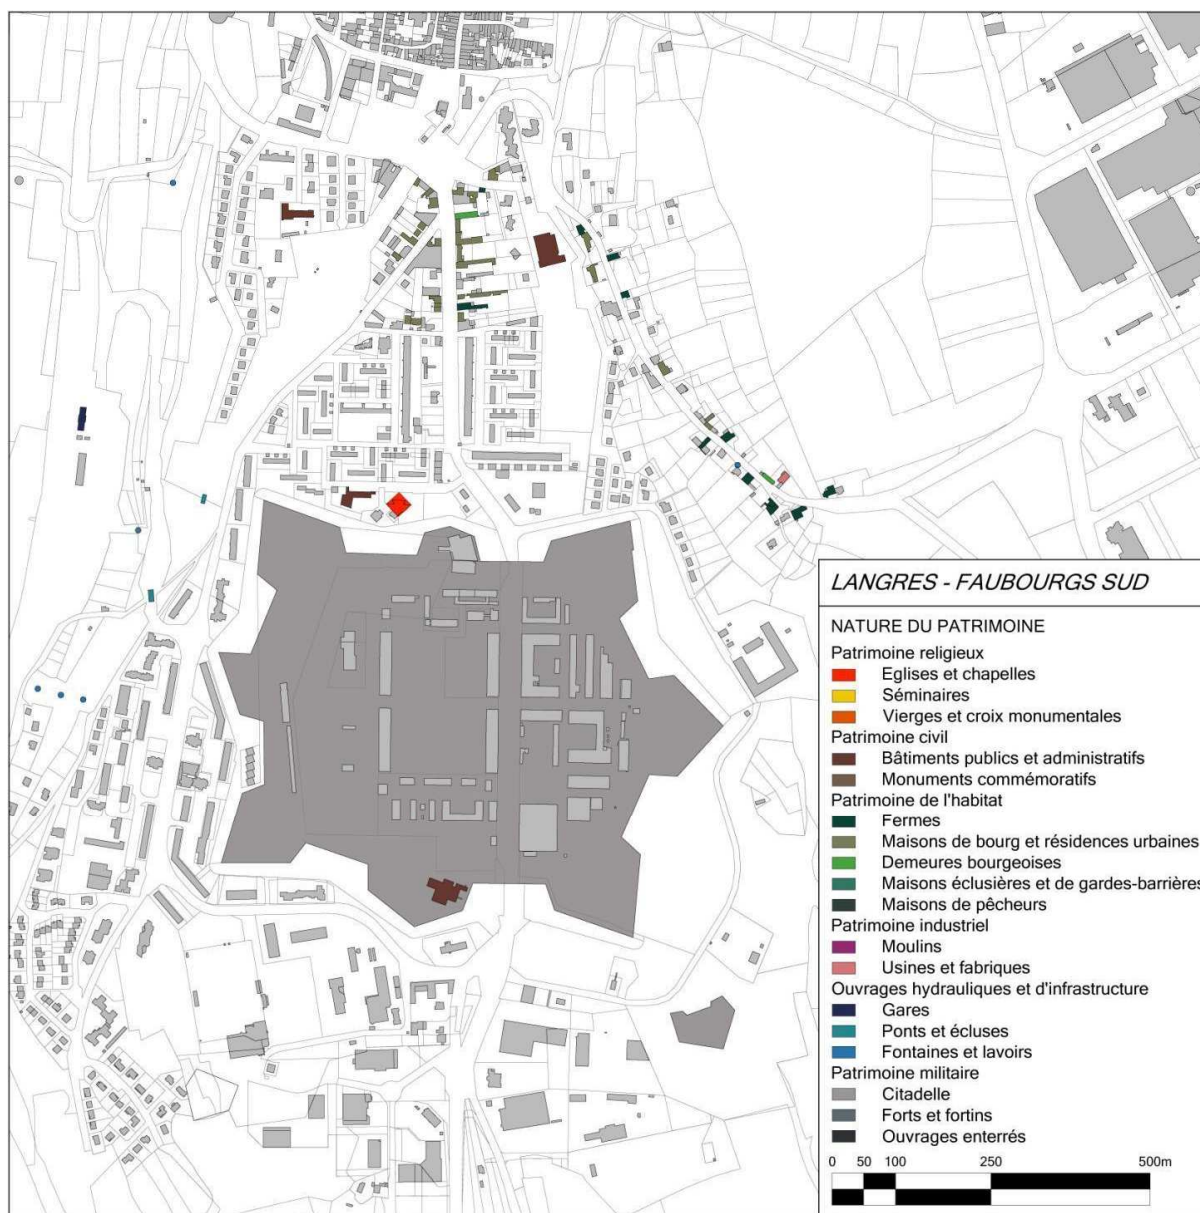 LANGRES - FAUBOURGS SUD
NATURE DU PATRIMOINE
Patrimoine religieux
Eglises et chapelles
Séminaires
Vierges et croix monumentales
Patrimoine civil
Bâtiments publics et administratifs
Monuments commémoratifs
Patrimoine de l'habitat
Fermes
Maisons de bourg et résidences urbaines
Demeures bourgeoises
Maisons éclusières et de gardes-barrières
Maisons de pêcheurs
Patrimoine industriel
Moulins
Usines et fabriques
Ouvrages hydrauliques et d'infrastructure
Gares
Ponts et écluses
Fontaines et lavoirs
Patrimoine militaire
Citadelle
Forts et fortins
Ouvrages enterrés
0 50 100 250 500m